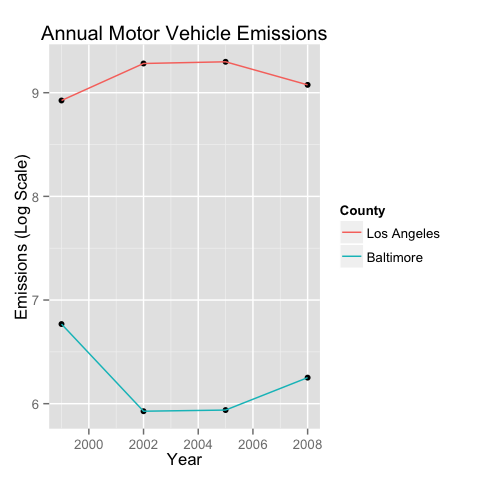 Annual Motor Vehicle Emissions
9
8
7
6
Emissions (Log Scale)
2000 2002 2004 2006 2008
Year
County
Los Angeles
Baltimore